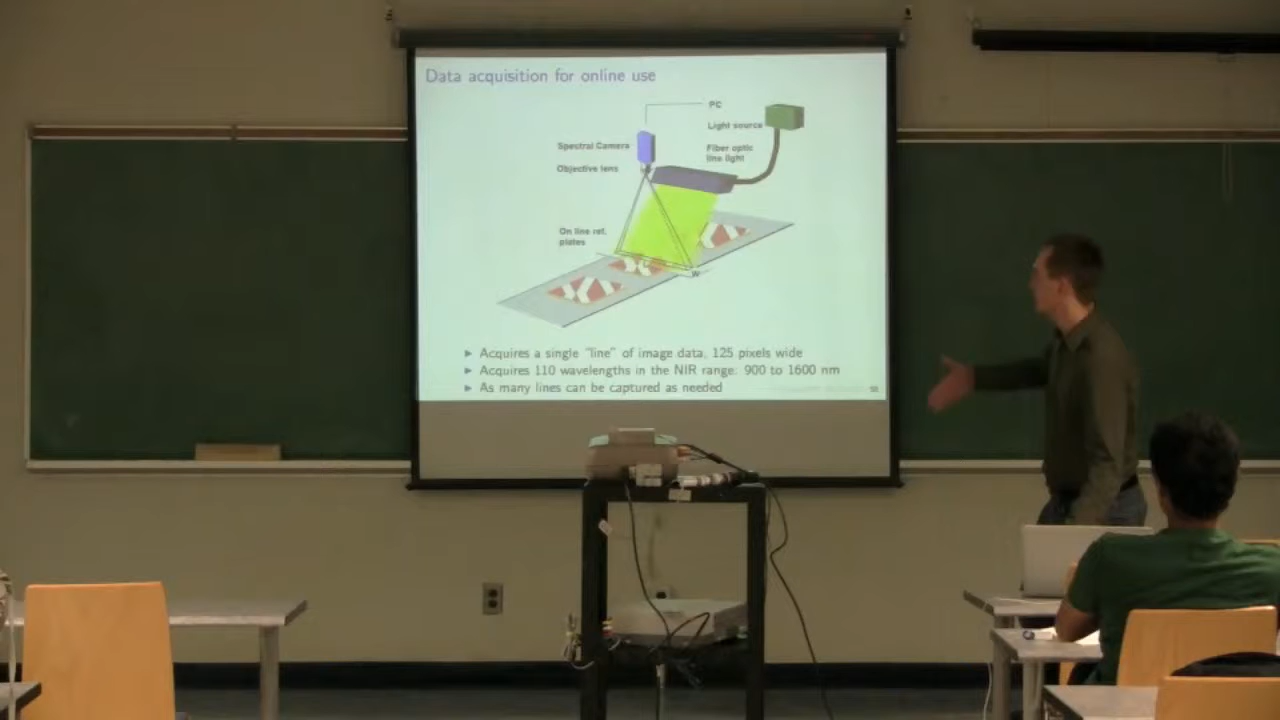 Data acquisition for online use
PC
Light source
Spectral Camera
Fiber optic
line light
Objective lens
On line ref.
plates
W
► Acquires a single "line" of image data, 125 pixels wide
► Acquires 110 wavelengths in the NIR range: 900 to 1600 nm
► As many lines can be captured as needed